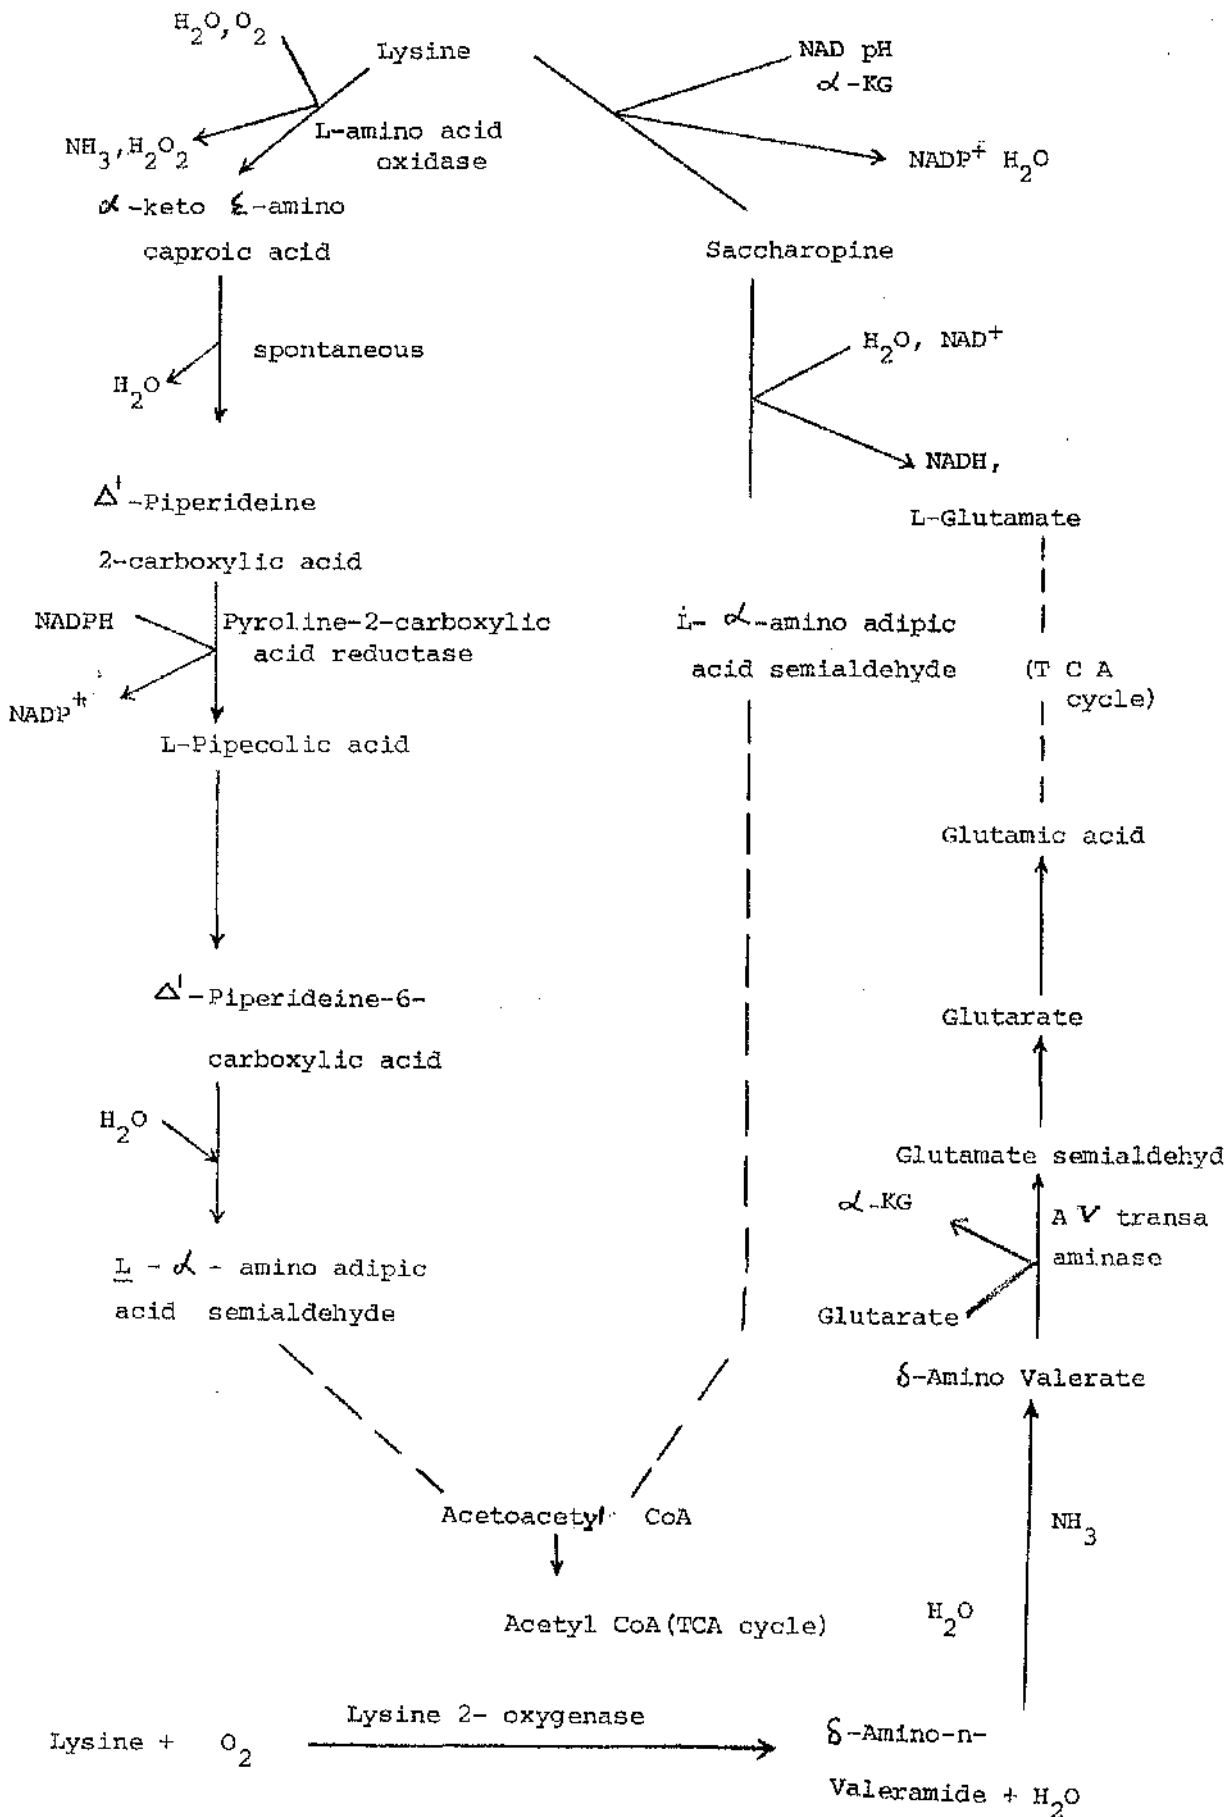 H2O, O2
Lysine
NAD pH
α-KG
NH3, H2O2
L-amino acid
oxidase
NADP+ H2O
α-keto ε-amino
caproic acid
Saccharopine
spontaneous
H2O
H2O, NAD+
NADH,
L-Glutamate
Δ'-Piperideine
2-carboxylic acid
NADPH
Pyroline-2-carboxylic
acid reductase
NADP+
L-Pipecolic acid
L- α-amino adipic
acid semialdehyde
(T C A
cycle)
Glutamic acid
Δ'-Piperideine-6-
carboxylic acid
Glutarate
H2O
Glutamate semialdehyd
α-KG
A V transa
aminase
Glutarate
L - α - amino adipic
acid semialdehyde
δ-Amino Valerate
Acetoacetyl CoA
NH3
H2O
Acetyl CoA(TCA cycle)
Lysine + O2
Lysine 2- oxygenase
δ-Amino-n-
Valeramide + H2O